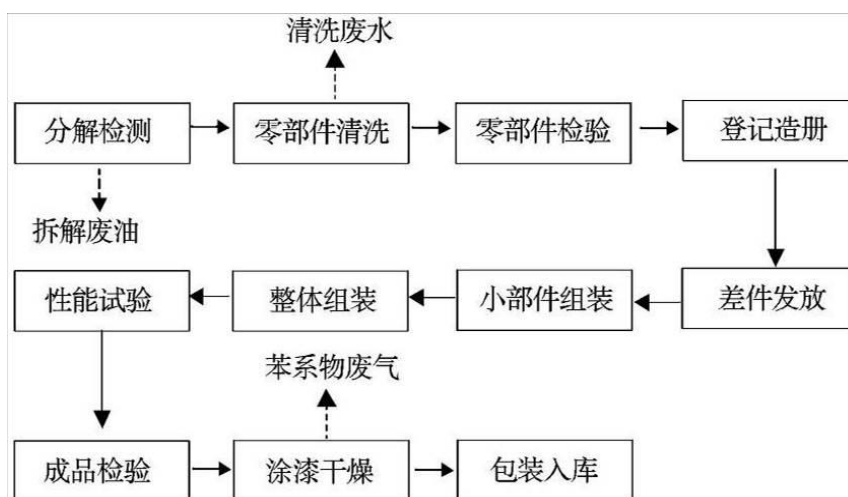 清洗废水
分解检测 零部件清洗 零部件检验 登记造册
拆解废油
性能试验 整体组装 小部件组装 差件发放
苯系物废气
成品检验 涂漆干燥 包装入库